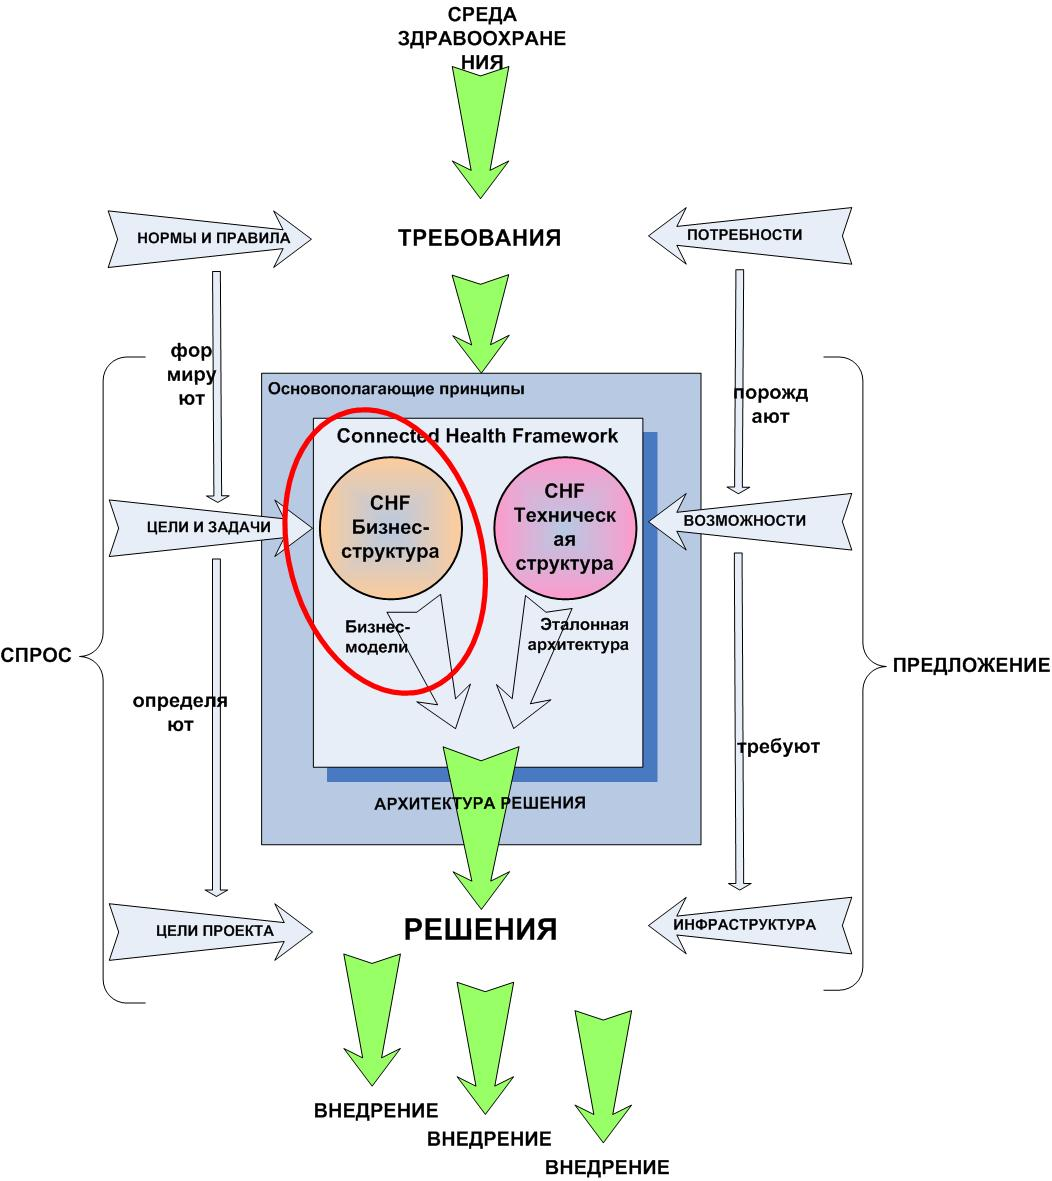 СРЕДА
ЗДРАВООХРАНЕ
НИЯ
НОРМЫ И ПРАВИЛА
ТРЕБОВАНИЯ
ПОТРЕБНОСТИ
фор
миру
ют
порожд
ают
Основополагающие принципы
Connected Health Framework
CHF
Бизнес-
структура
CHF
Техническ
ая
структура
ЦЕЛИ И ЗАДАЧИ
ВОЗМОЖНОСТИ
Бизнес-
модели
Эталонная
архитектура
СПРОС
ПРЕДЛОЖЕНИЕ
определя
ют
требуют
АРХИТЕКТУРА РЕШЕНИЯ
ЦЕЛИ ПРОЕКТА
РЕШЕНИЯ
ИНФРАСТРУКТУРА
ВНЕДРЕНИЕ
ВНЕДРЕНИЕ
ВНЕДРЕНИЕ